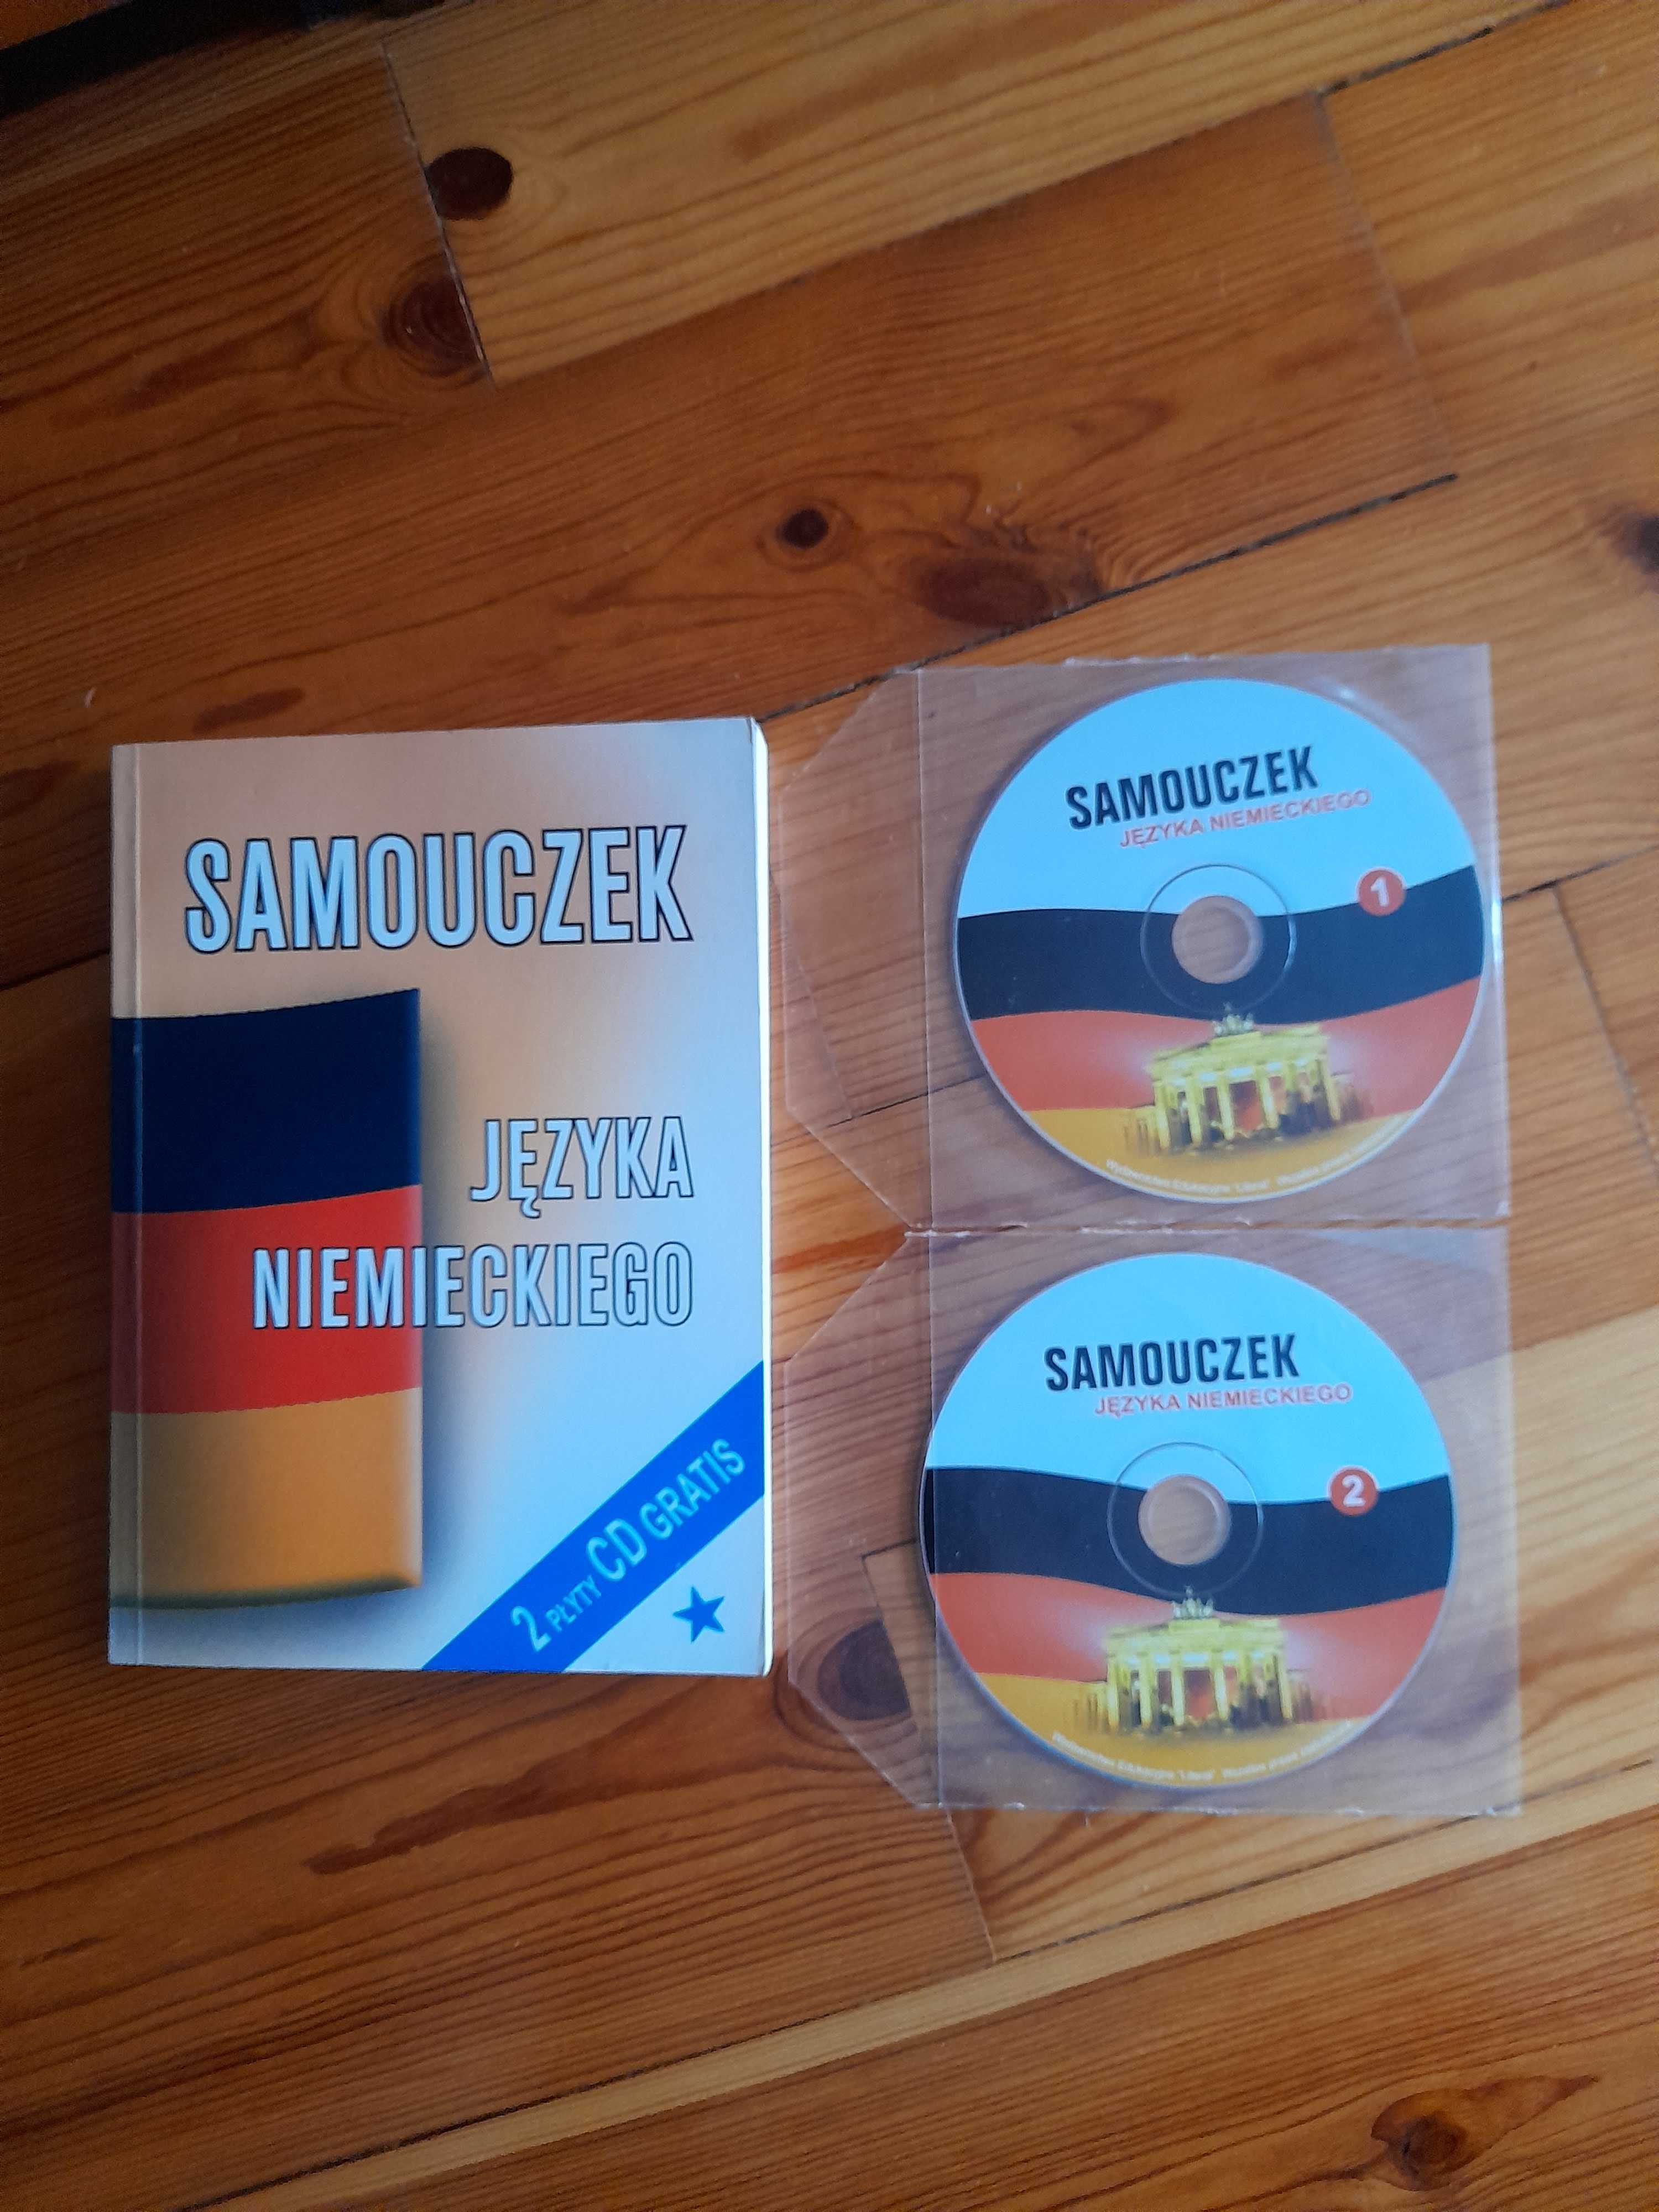 SAMOUCZEK
JĘZYKA
NIEMIECKIEGO
2 PŁYTY CD GRATIS
SAMOUCZEK
JĘZYKA NIEMIECKIEGO
1
SAMOUCZEK
JĘZYKA NIEMIECKIEGO
2